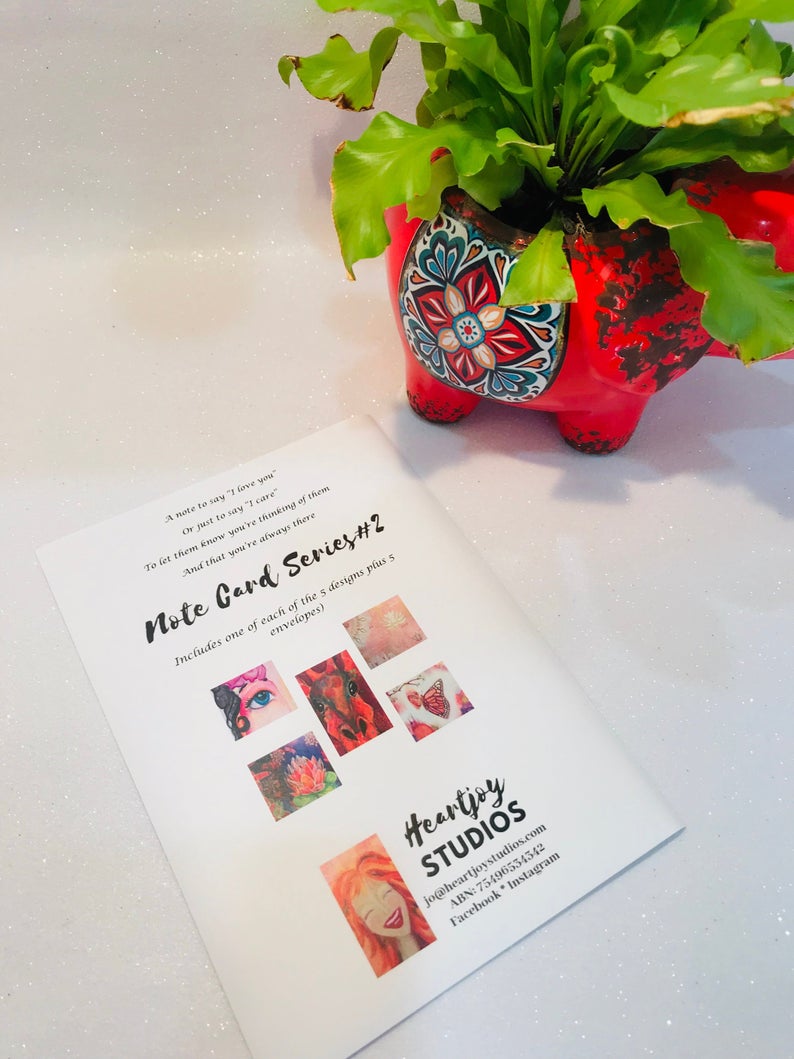 A note to say "I love you"
Or just to say "I care"
To let them know you're thinking of them
And that you're always there
Note Card Series#2
Includes one of each of the 5 designs plus 5
envelopes)
Heartjoy
STUDIOS
jo@heartjoystudios.com
ABN: 75496534342
Facebook * Instagram